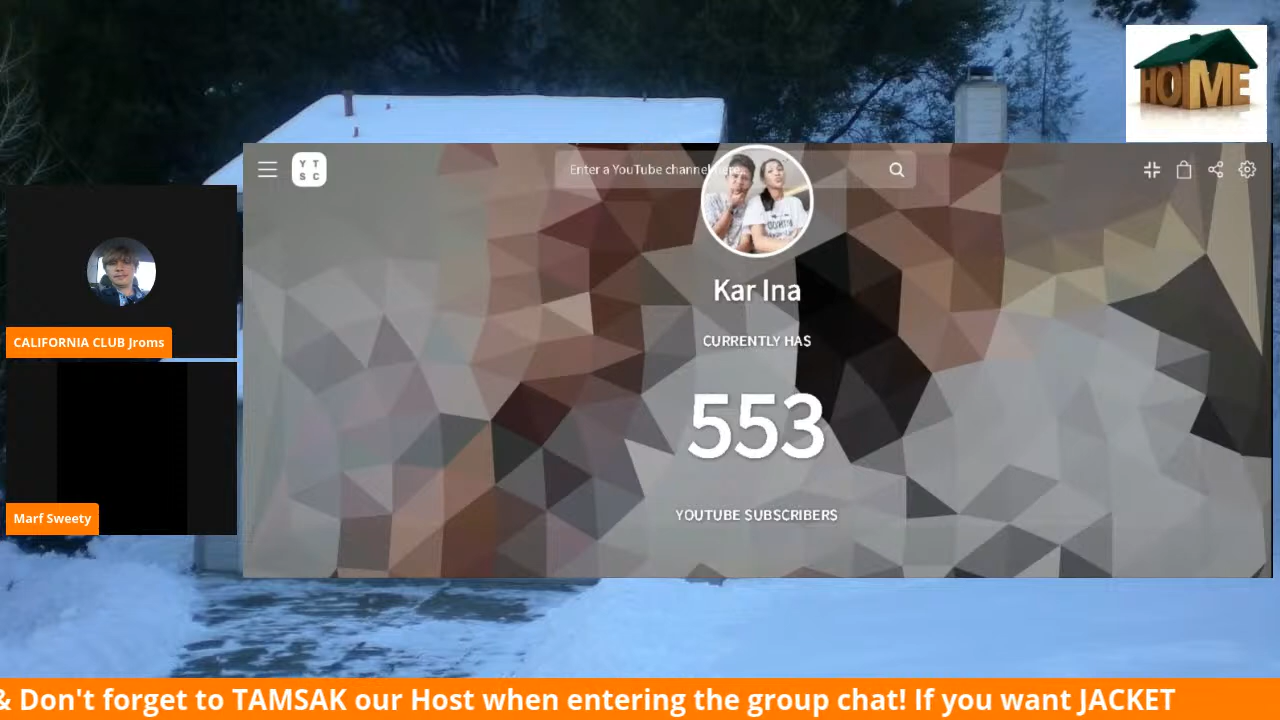 HOME
Y T
S C
Enter a YouTube channel
Kar Ina
CURRENTLY HAS
553
YOUTUBE SUBSCRIBERS
CALIFORNIA CLUB Jroms
Marf Sweety
& Don't forget to TAMSAK our Host when entering the group chat! If you want JACKET